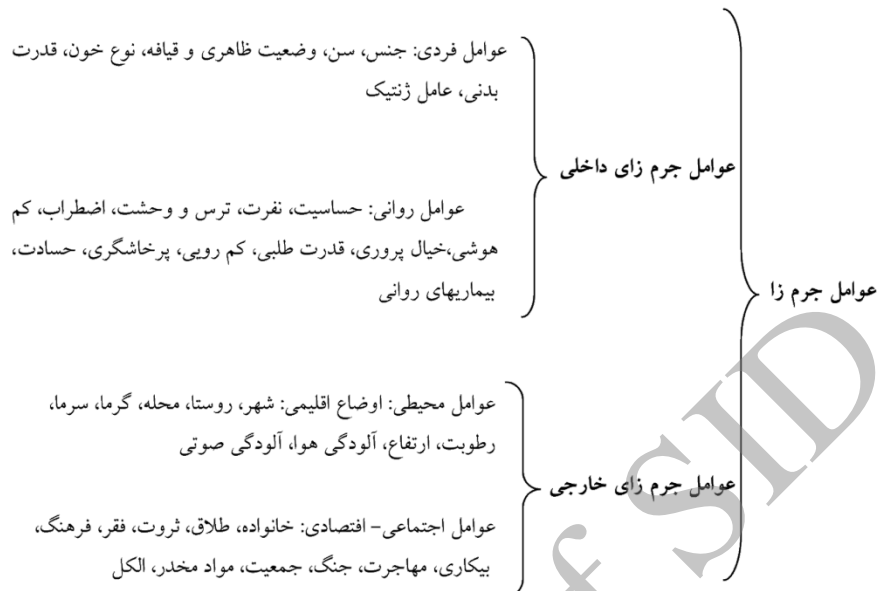 عوامل جرم زا
عوامل جرم زای داخلی
عوامل فردی: جنس، سن، وضعیت ظاهری و قیافه، نوع خون، قدرت
بدنی، عامل ژنتیک
عوامل روانی: حساسیت، نفرت، ترس و وحشت، اضطراب، کم
هوشی،خیال پروری، قدرت طلبی، کم رویی، پرخاشگری، حسادت،
بیماریهای روانی
عوامل جرم زای خارجی
عوامل محیطی: اوضاع اقلیمی: شهر، روستا، محله، گرما، سرما،
رطوبت، ارتفاع، آلودگی هوا، آلودگی صوتی
عوامل اجتماعی- افتصادی: خانواده، طلاق، ثروت، فقر، فرهنگ،
بیکاری، مهاجرت، جنگ، جمعیت، مواد مخدر، الکل
f SID